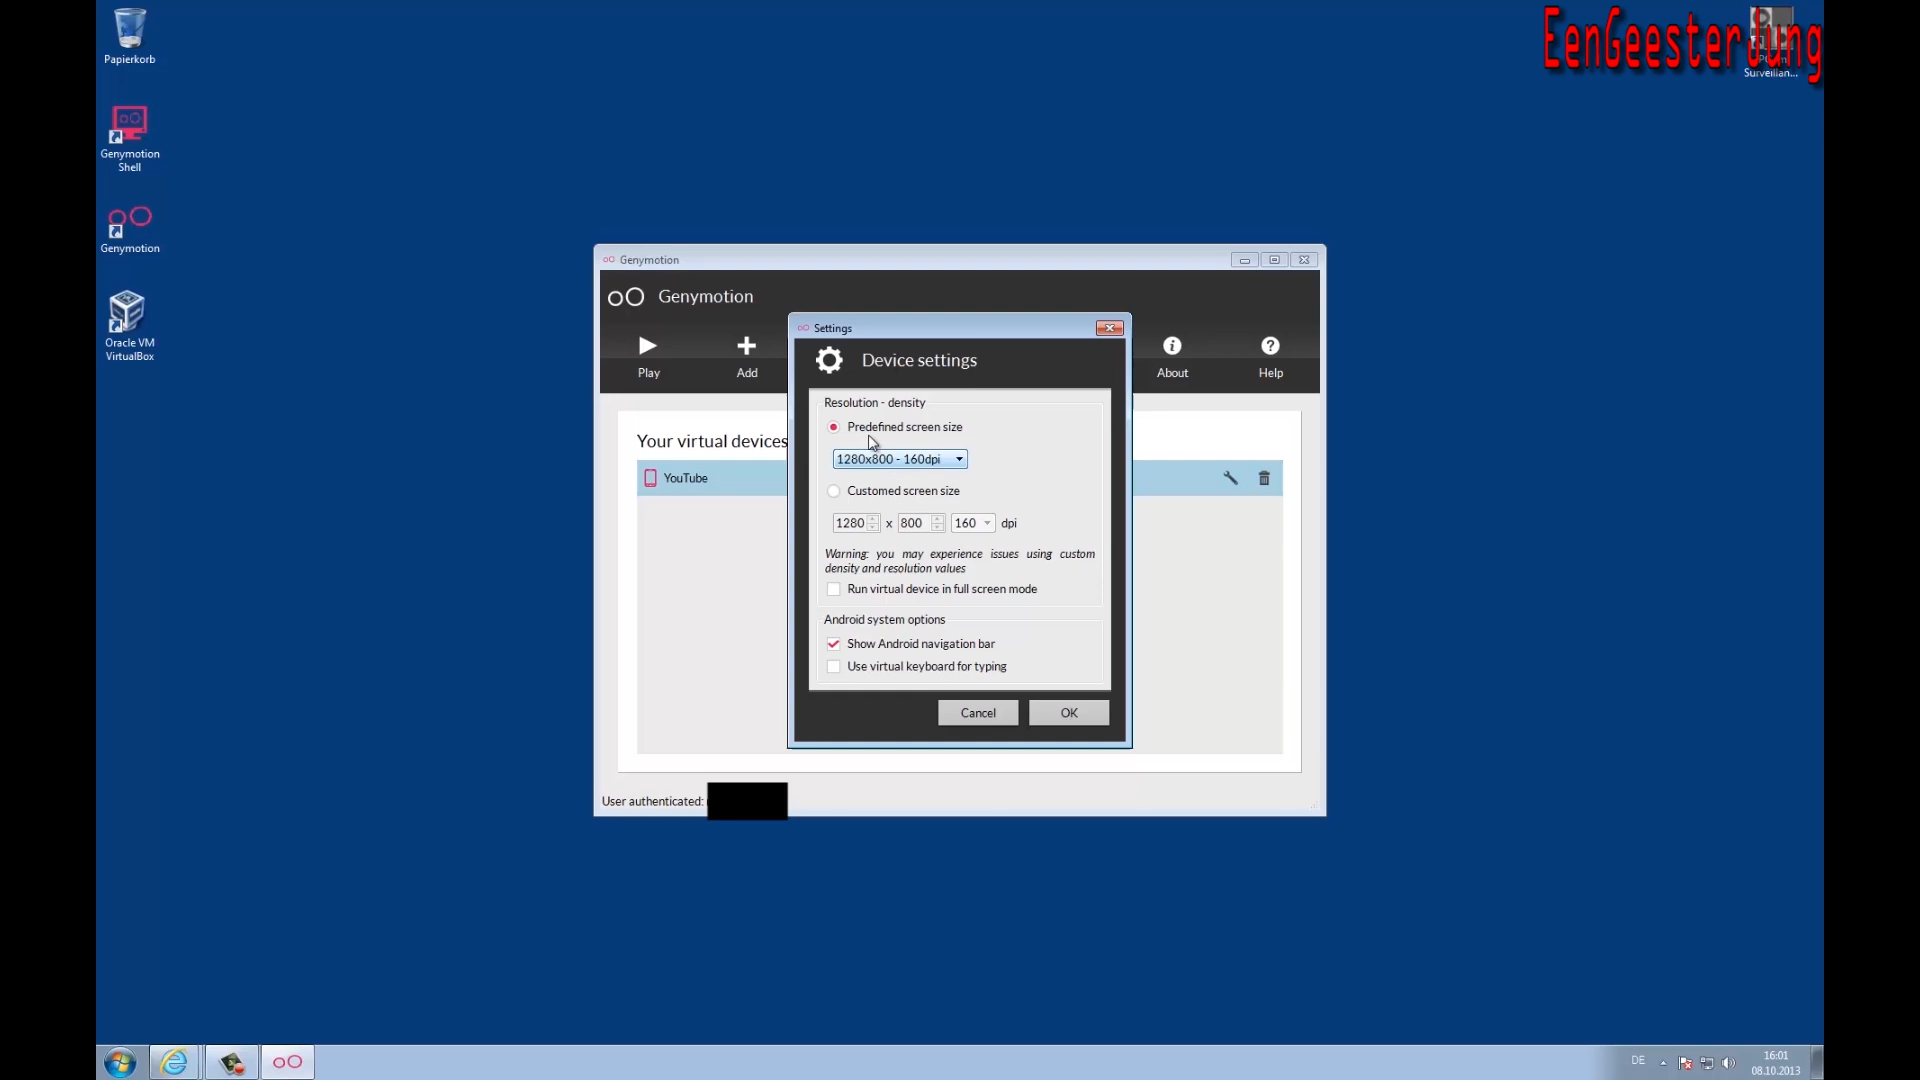 Papierkorb
Genymotion
Shell
Genymotion
Oracle VM
VirtualBox
EenGeesterJung
Surveillan...
Genymotion
Genymotion
Play
Add
About
Help
Your virtual devices
YouTube
Settings
Device settings
Resolution - density
Predefined screen size
1280x800 - 160dpi
Customed screen size
1280 x 800 160 dpi
Warning: you may experience issues using custom
density and resolution values
Run virtual device in full screen mode
Android system options
Show Android navigation bar
Use virtual keyboard for typing
Cancel
OK
User authenticated:
DE
16:01
08.10.2013